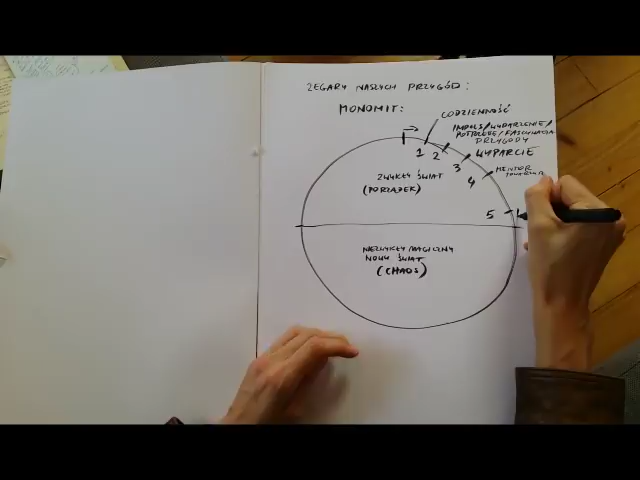 ZEGARY NASZYCH PRZYGÓD:
MONOMIT:
CODZIENNOŚĆ
IMPULS/WYDARZENIE/
POTRZEBA/FASCYNACJA
PRZYGODY
1
2
WYPARCIE
3
MENTOR
4
ZWYKŁY ŚWIAT
(PORZĄDEK)
5
NIEZWYKŁY MAGICZNY
NOWY ŚWIAT
(CHAOS)